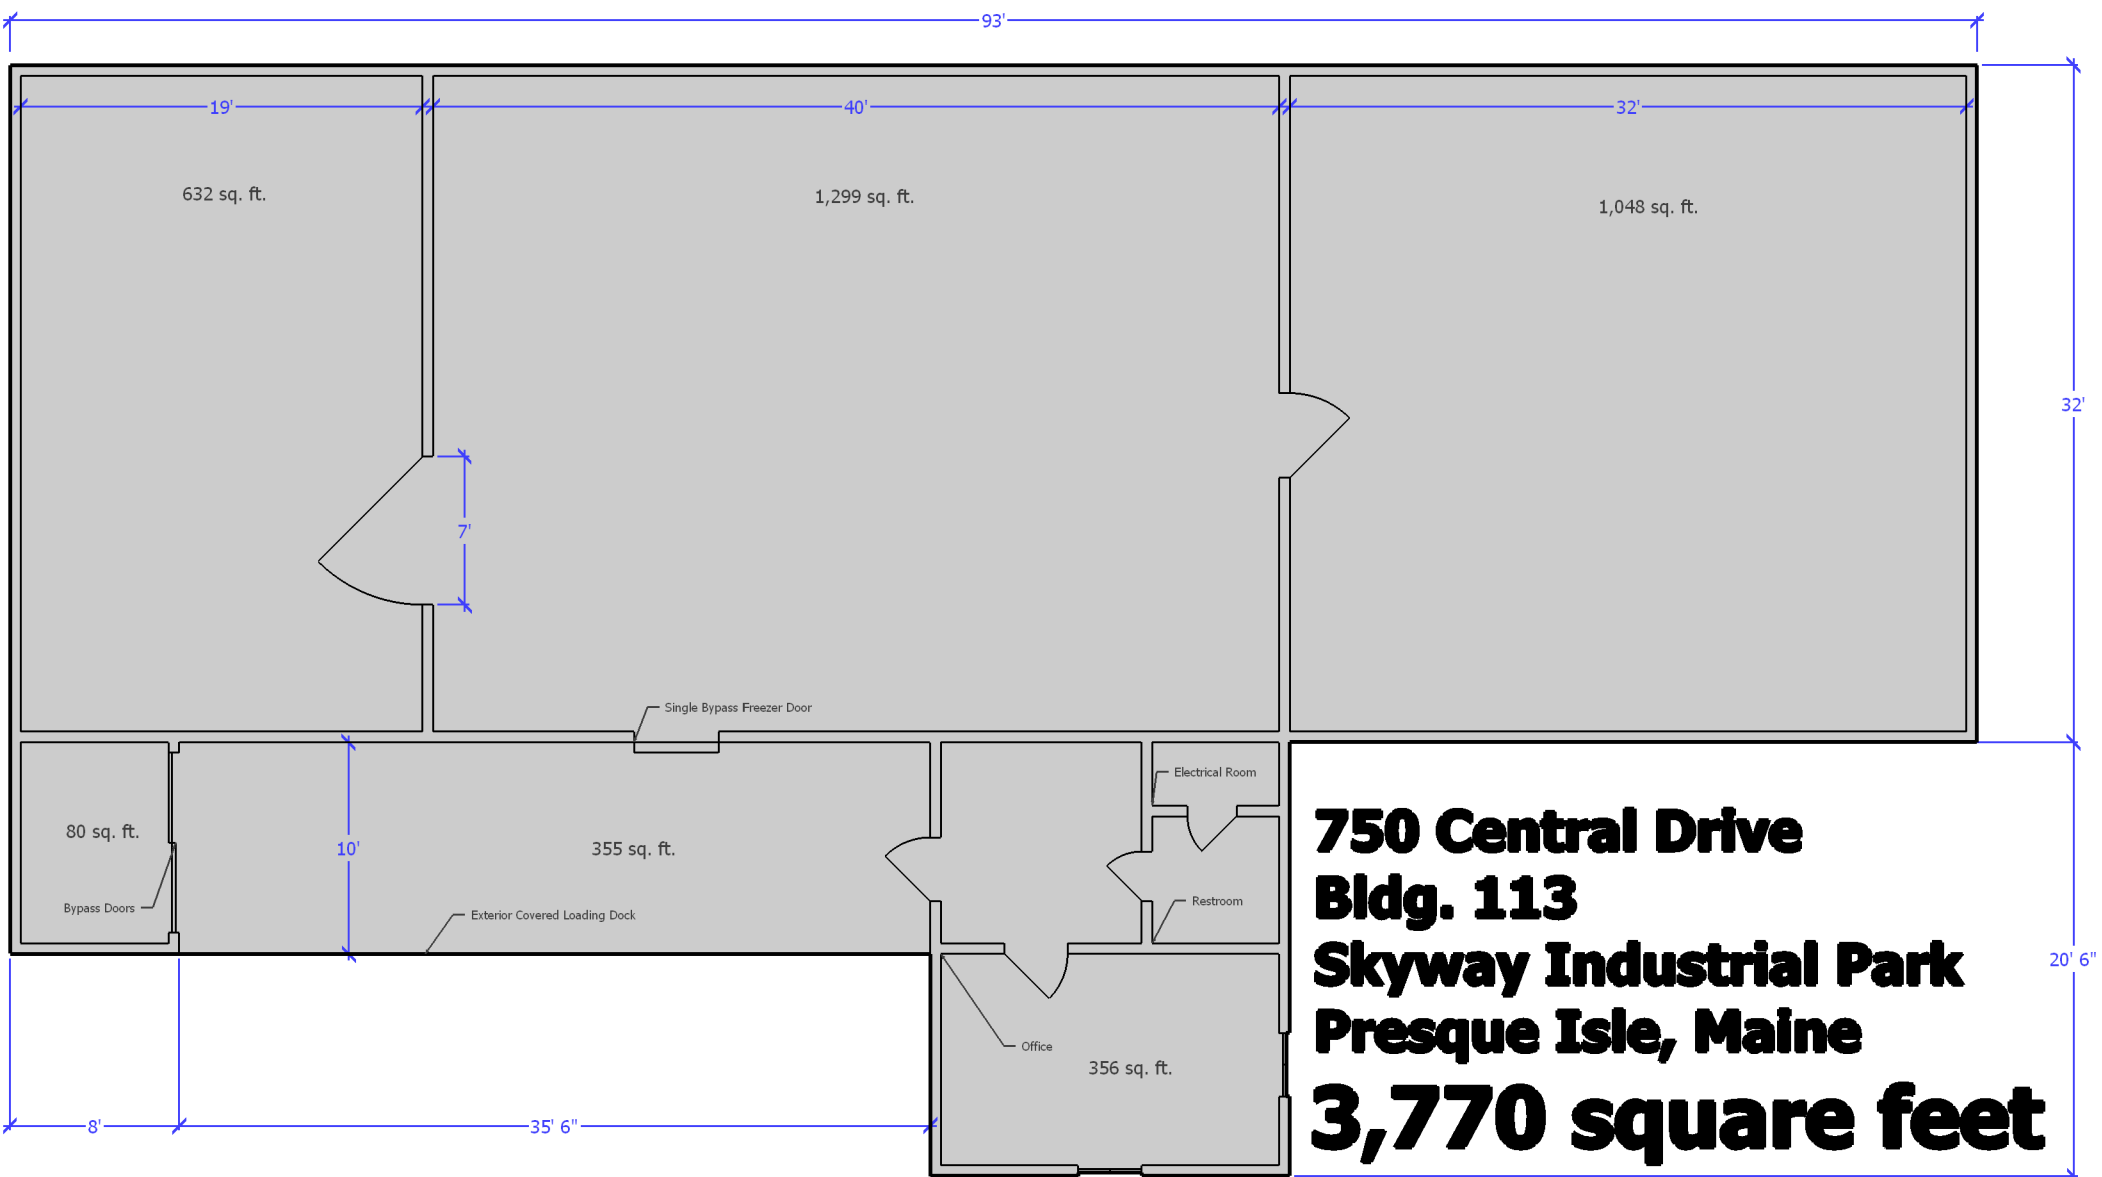 93'
19'
40'
32'
632 sq. ft.
1,299 sq. ft.
1,048 sq. ft.
32'
7'
Single Bypass Freezer Door
Electrical Room
80 sq. ft.
10'
355 sq. ft.
Bypass Doors
Exterior Covered Loading Dock
Restroom
Office
356 sq. ft.
8'
35' 6"
20' 6"
750 Central Drive
Bldg. 113
Skyway Industrial Park
Presque Isle, Maine
3,770 square feet